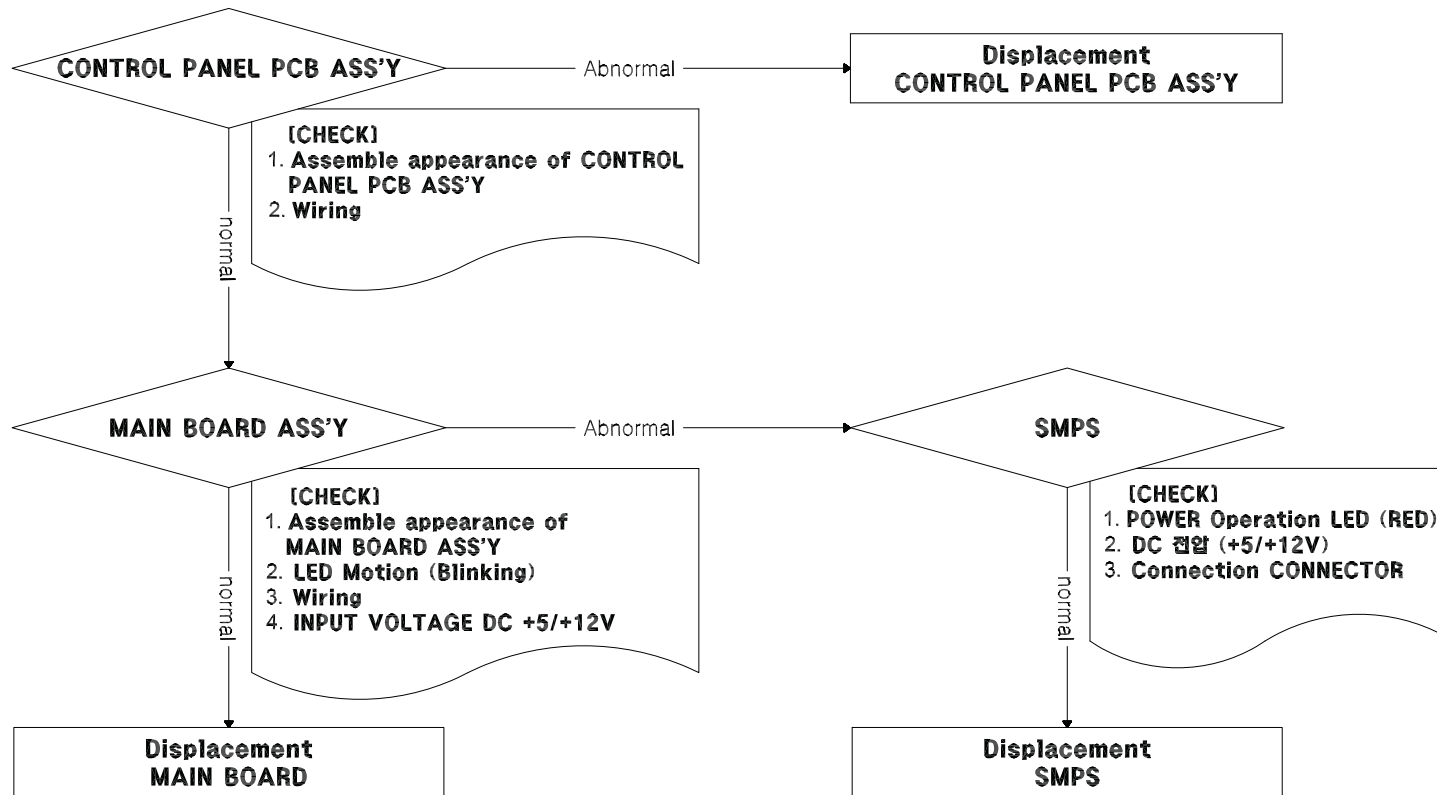 CONTROL PANEL PCB ASS'Y
Abnormal
Displacement
CONTROL PANEL PCB ASS'Y
[CHECK]
1. Assemble appearance of CONTROL
PANEL PCB ASS'Y
2. Wiring
normal
MAIN BOARD ASS'Y
Abnormal
SMPS
[CHECK]
1. Assemble appearance of
MAIN BOARD ASS'Y
2. LED Motion (Blinking)
3. Wiring
4. INPUT VOLTAGE DC +5/+12V
normal
[CHECK]
1. POWER Operation LED (RED)
2. DC 전압 (+5/+12V)
3. Connection CONNECTOR
normal
Displacement
MAIN BOARD
Displacement
SMPS